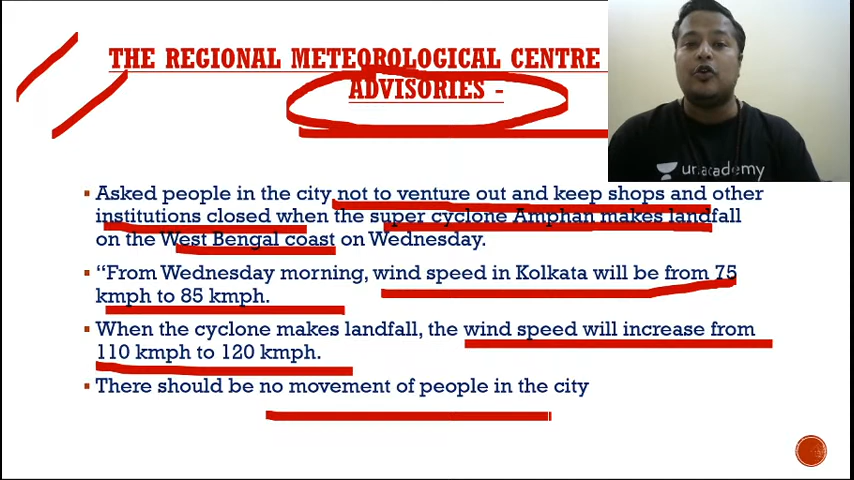 THE REGIONAL METEOROLOGICAL CENTRE
ADVISORIES -
unacademy
▪ Asked people in the city not to venture out and keep shops and other
institutions closed when the super cyclone Amphan makes landfall
on the West Bengal coast on Wednesday.
▪ “From Wednesday morning, wind speed in Kolkata will be from 75
kmph to 85 kmph.
▪ When the cyclone makes landfall, the wind speed will increase from
110 kmph to 120 kmph.
▪ There should be no movement of people in the city